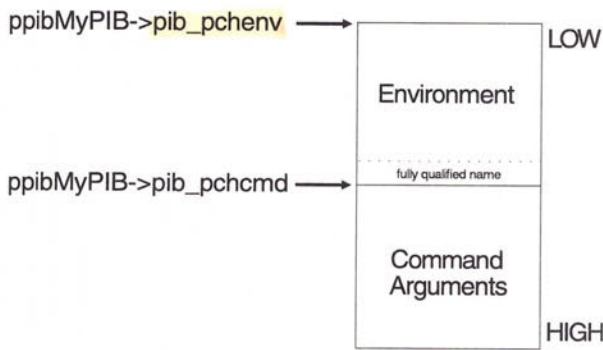 ppibMyPIB->pib_pchenv
LOW
Environment
fully qualified name
ppibMyPIB->pib_pchcmd
Command
Arguments
HIGH